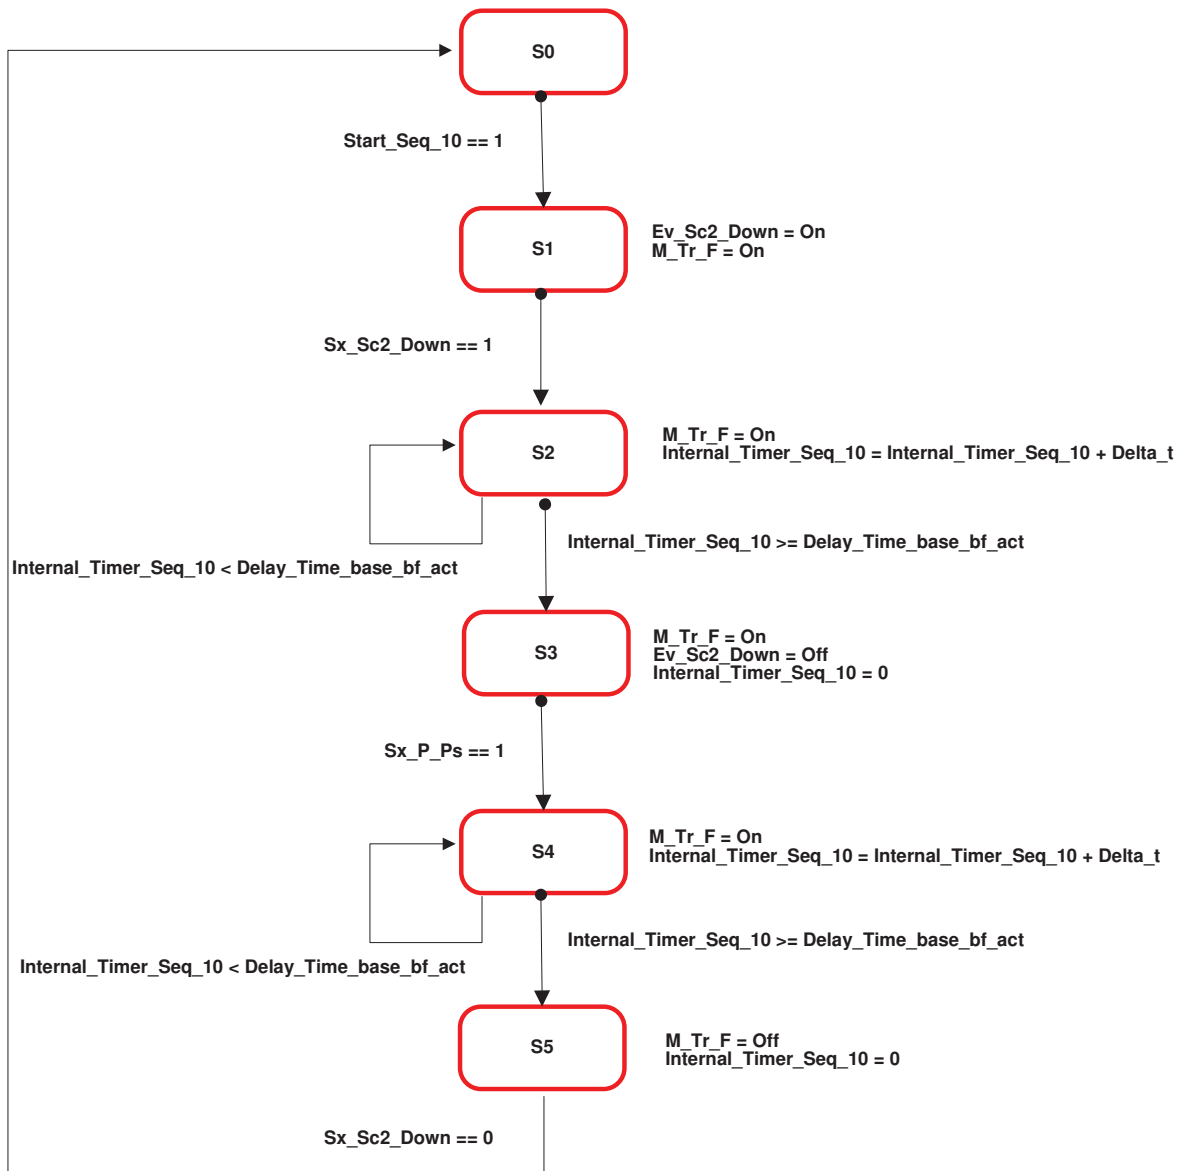 S0
Start_Seq_10 == 1
S1
Ev_Sc2_Down = On
M_Tr_F = On
Sx_Sc2_Down == 1
S2
M_Tr_F = On
Internal_Timer_Seq_10 = Internal_Timer_Seq_10 + Delta_t
Internal_Timer_Seq_10 >= Delay_Time_base_bf_act
Internal_Timer_Seq_10 < Delay_Time_base_bf_act
S3
M_Tr_F = On
Ev_Sc2_Down = Off
Internal_Timer_Seq_10 = 0
Sx_P_Ps == 1
S4
M_Tr_F = On
Internal_Timer_Seq_10 = Internal_Timer_Seq_10 + Delta_t
Internal_Timer_Seq_10 >= Delay_Time_base_bf_act
Internal_Timer_Seq_10 < Delay_Time_base_bf_act
S5
M_Tr_F = Off
Internal_Timer_Seq_10 = 0
Sx_Sc2_Down == 0